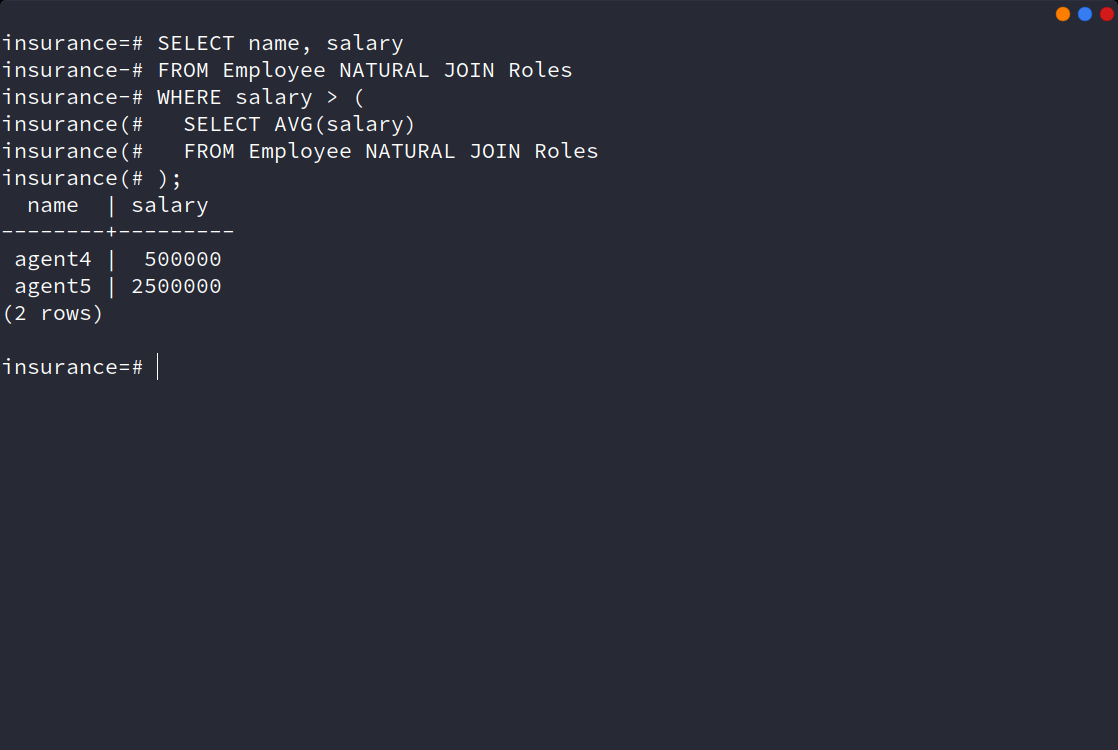 insurance=# SELECT name, salary
insurance-# FROM Employee NATURAL JOIN Roles
insurance-# WHERE salary > (
insurance(#   SELECT AVG(salary)
insurance(#   FROM Employee NATURAL JOIN Roles
insurance(# );
  name  | salary
--------+---------
 agent4 |  500000
 agent5 | 2500000
(2 rows)
insurance=#